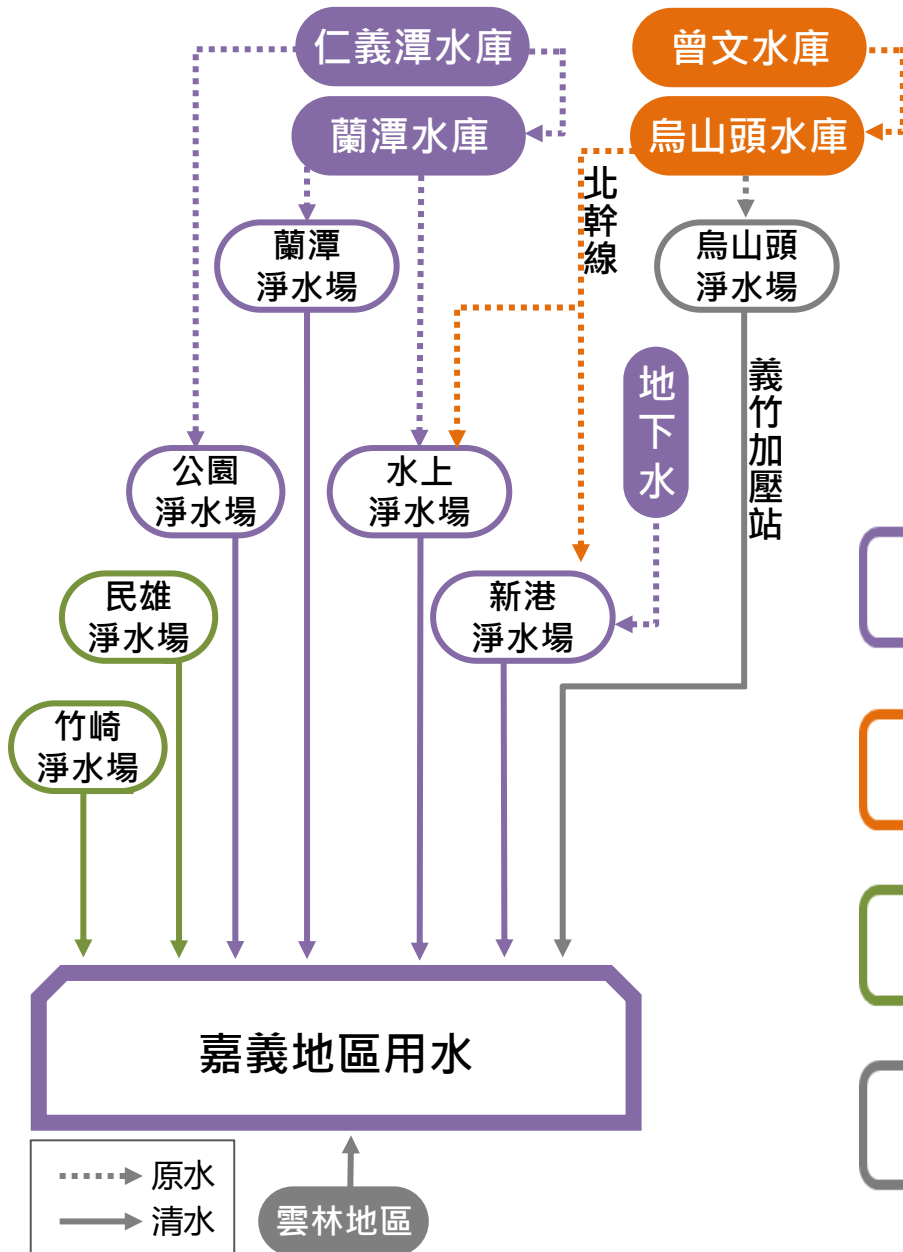 仁義潭水庫
曾文水庫
蘭潭水庫
烏山頭水庫
北幹線
蘭潭
淨水場
烏山頭
淨水場
地下水
義竹加壓站
公園
淨水場
水上
淨水場
民雄
淨水場
新港
淨水場
竹崎
淨水場
嘉義地區用水
原水
清水
雲林地區